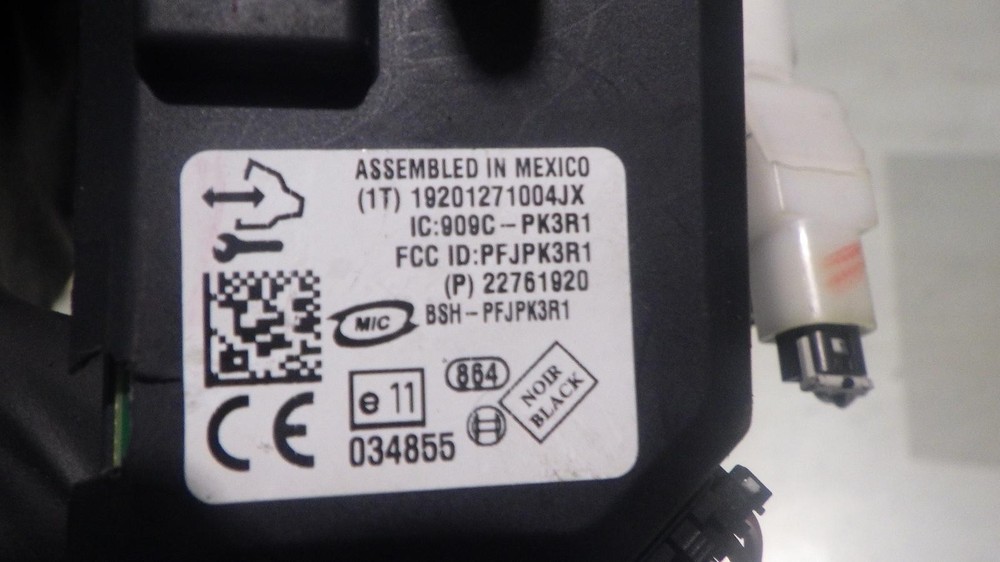 ASSEMBLED IN MEXICO
(1T) 19201271004JX
IC:909C-PK3R1
FCC ID:PFJPK3R1
(P) 22761920
MIC
BSH-PFJPK3R1
864
NOIR
BLACK
e 11
CE
034855